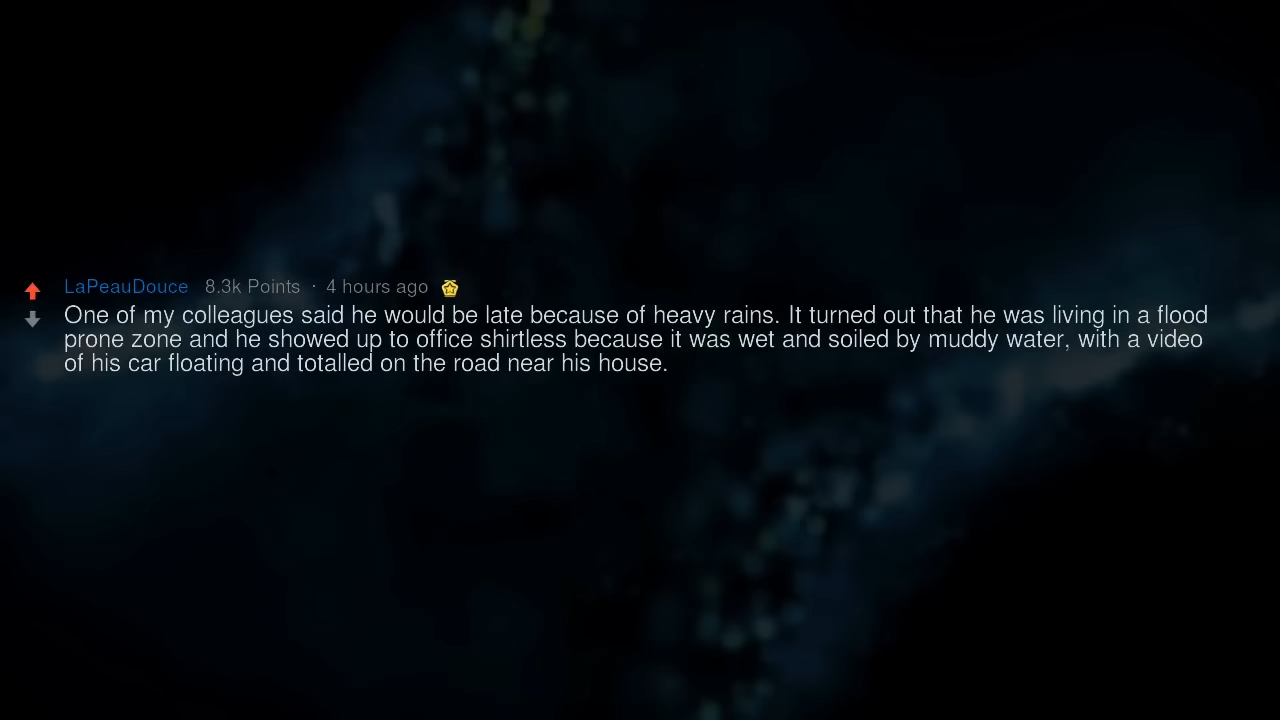 LaPeauDouce 8.3k Points · 4 hours ago
One of my colleagues said he would be late because of heavy rains. It turned out that he was living in a flood
prone zone and he showed up to office shirtless because it was wet and soiled by muddy water, with a video
of his car floating and totalled on the road near his house.